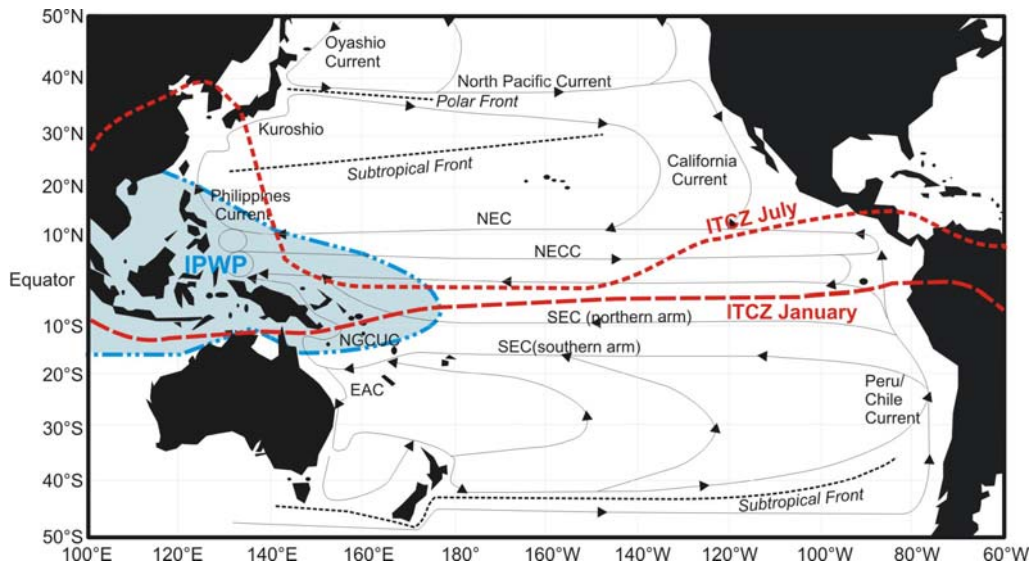 50°N
Oyashio
Current
40°N
North Pacific Current
Polar Front
Kuroshio
30°N
Subtropical Front
California
Current
20°N
Philippines
Current
ITCZ July
NEC
10°N
NECC
IPWP
Equator
ITCZ January
10°S
SEC (northern arm)
NGCUC
SEC(southern arm)
20°S
EAC
Peru/
Chile
Current
30°S
40°S
Subtropical Front
50°S
100°E 120°E 140°E 160°E 180° 160°W 140°W 120°W 100°W 80°W 60°W